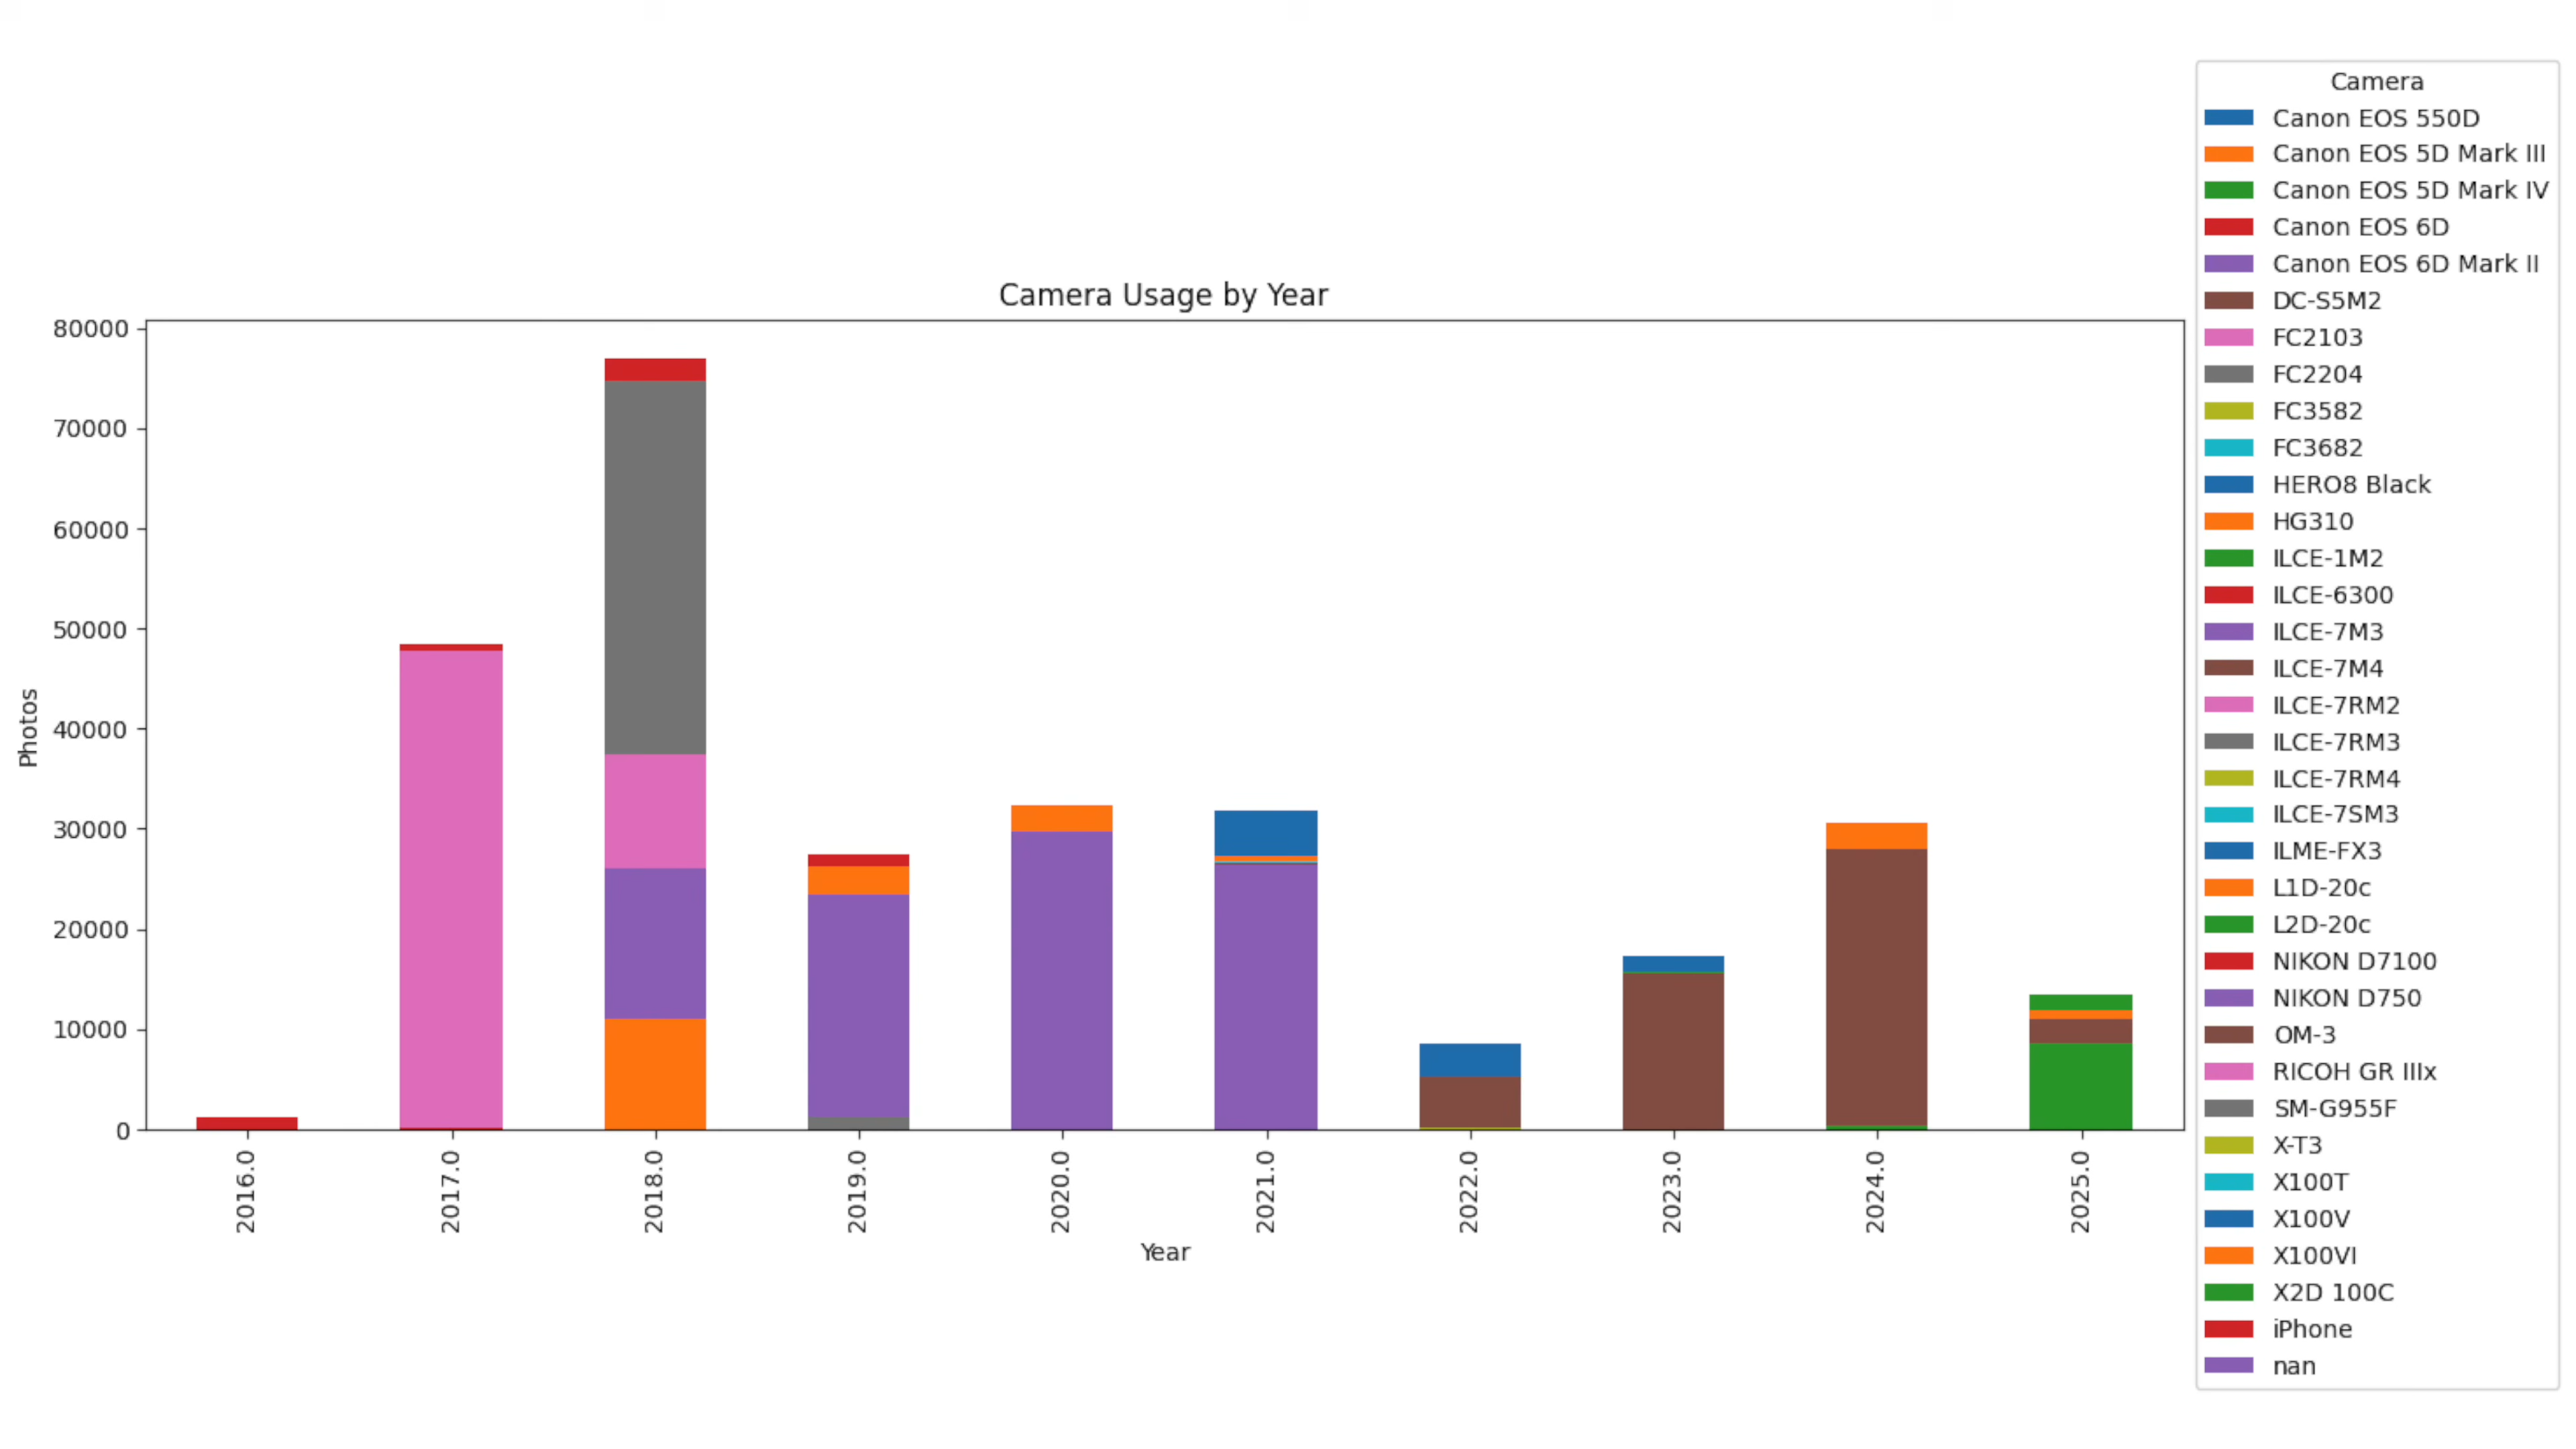 Camera Usage by Year
Photos
80000
70000
60000
50000
40000
30000
20000
10000
0
2016.0
2017.0
2018.0
2019.0
2020.0
2021.0
2022.0
2023.0
2024.0
2025.0
Year
Camera
Canon EOS 550D
Canon EOS 5D Mark III
Canon EOS 5D Mark IV
Canon EOS 6D
Canon EOS 6D Mark II
DC-S5M2
FC2103
FC2204
FC3582
FC3682
HERO8 Black
HG310
ILCE-1M2
ILCE-6300
ILCE-7M3
ILCE-7M4
ILCE-7RM2
ILCE-7RM3
ILCE-7RM4
ILCE-7SM3
ILME-FX3
L1D-20c
L2D-20c
NIKON D7100
NIKON D750
OM-3
RICOH GR IIIx
SM-G955F
X-T3
X100T
X100V
X100VI
X2D 100C
iPhone
nan